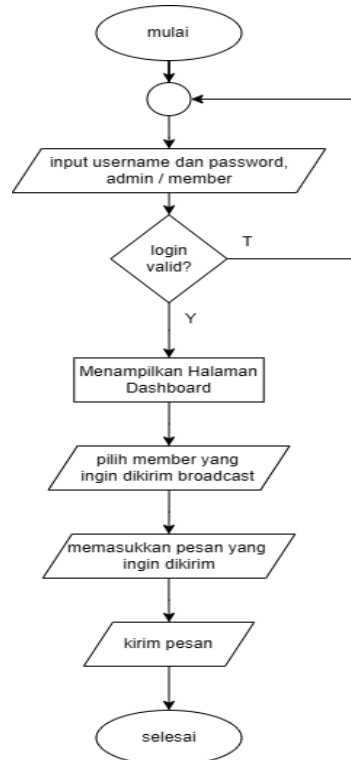 mulai
input username dan password,
admin / member
login
valid?
T
Y
Menampilkan Halaman
Dashboard
pilih member yang
ingin dikirim broadcast
memasukkan pesan yang
ingin dikirim
kirim pesan
selesai